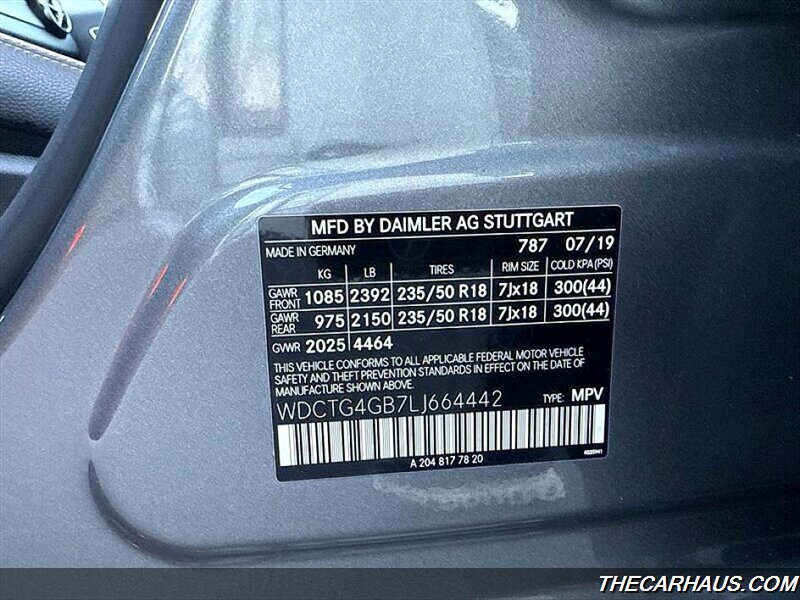 MFD BY DAIMLER AG STUTTGART
MADE IN GERMANY 787 07/19
KG LB TIRES RIM SIZE COLD KPA (PSI)
GAWR FRONT 1085 2392 235/50 R18 7Jx18 300(44)
GAWR REAR 975 2150 235/50 R18 7Jx18 300(44)
GVWR 2025 4464
THIS VEHICLE CONFORMS TO ALL APPLICABLE FEDERAL MOTOR VEHICLE
SAFETY AND THEFT PREVENTION STANDARDS IN EFFECT ON THE DATE OF
MANUFACTURE SHOWN ABOVE.
WDCTG4GB7LJ664442 TYPE: MPV
A 204 817 78 20
THECARHAUS.COM